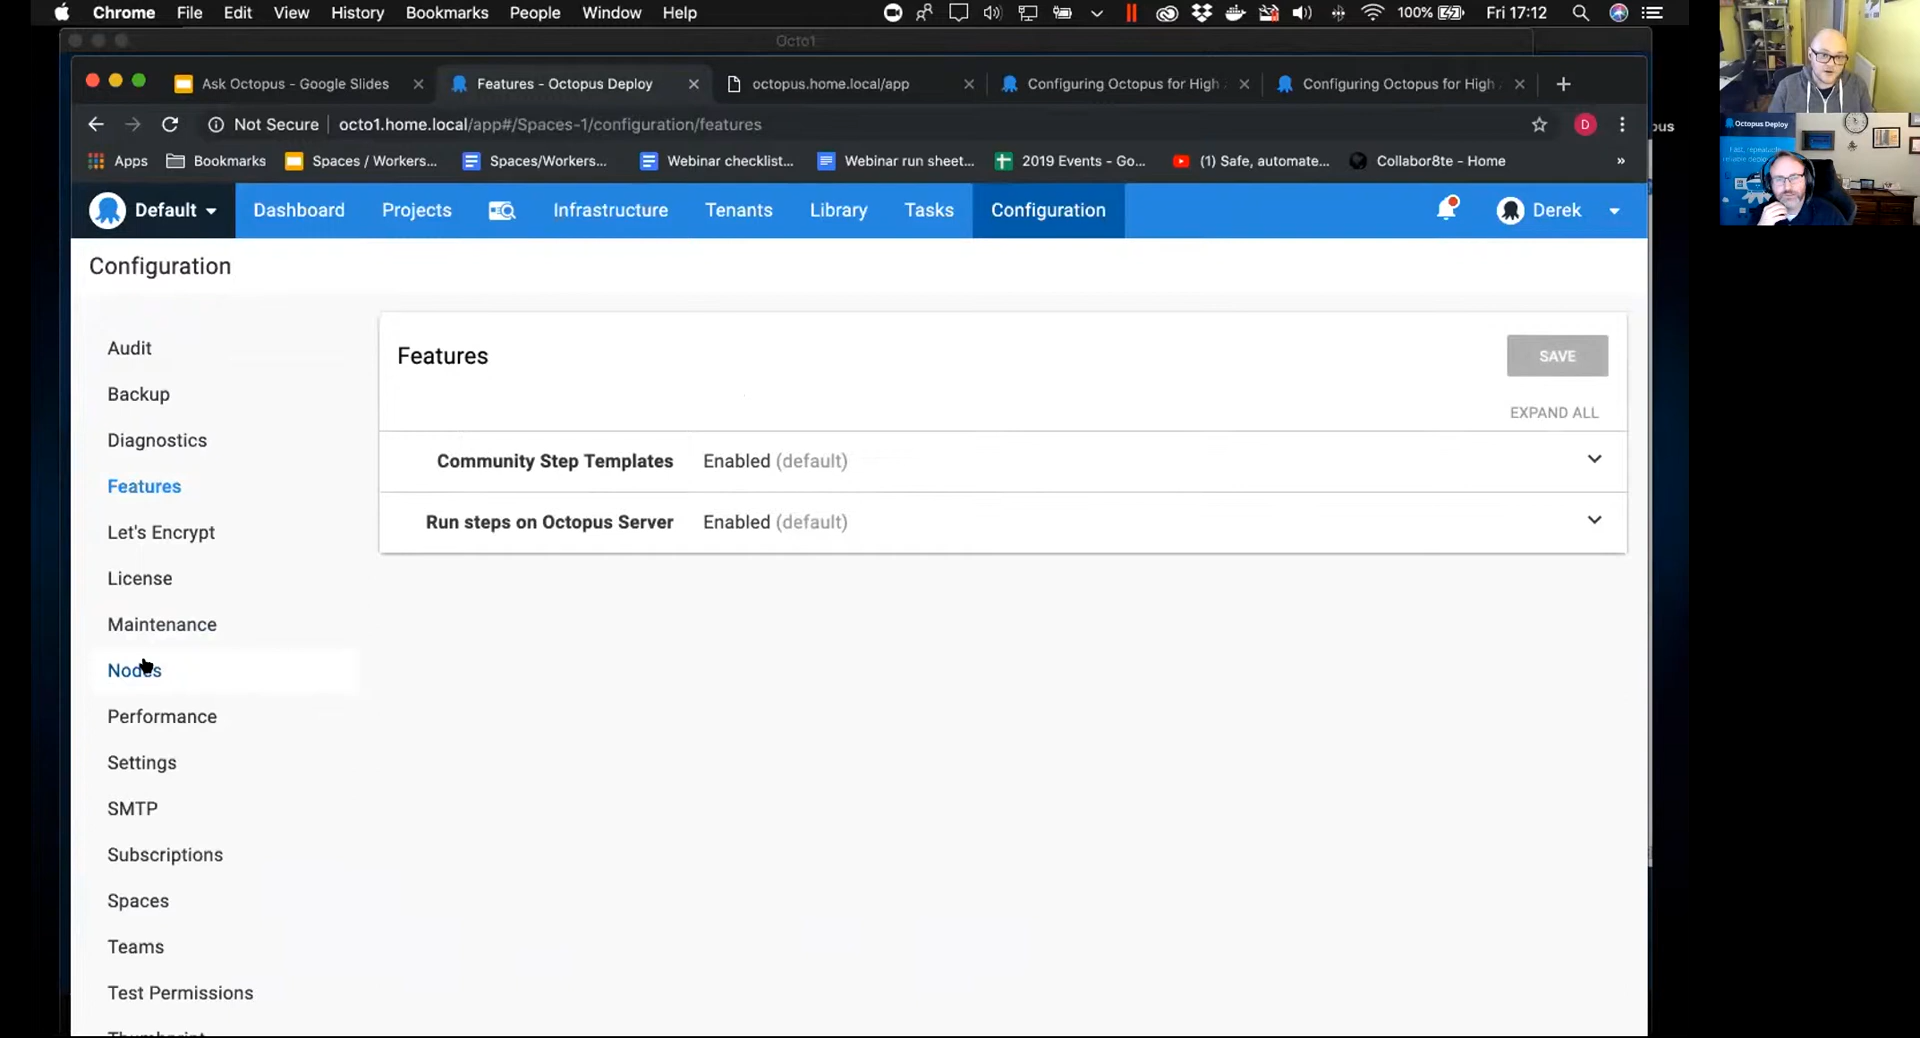 Chrome File Edit View History Bookmarks People Window Help 100% Fri 17:12
Octo1
Ask Octopus - Google Slides Features - Octopus Deploy octopus.home.local/app Configuring Octopus for High Configuring Octopus for High
Not Secure octo1.home.local/app#/Spaces-1/configuration/features D
Apps Bookmarks Spaces / Workers... Spaces/Workers... Webinar checklist... Webinar run sheet... 2019 Events - Go... (1) Safe, automate... Collabor8te - Home »
Default Dashboard Projects Infrastructure Tenants Library Tasks Configuration Derek
Configuration
Audit
Backup
Diagnostics
Features
Let's Encrypt
License
Maintenance
Nodes
Performance
Settings
SMTP
Subscriptions
Spaces
Teams
Test Permissions
Features SAVE
EXPAND ALL
Community Step Templates Enabled (default)
Run steps on Octopus Server Enabled (default)
Octopus Deploy